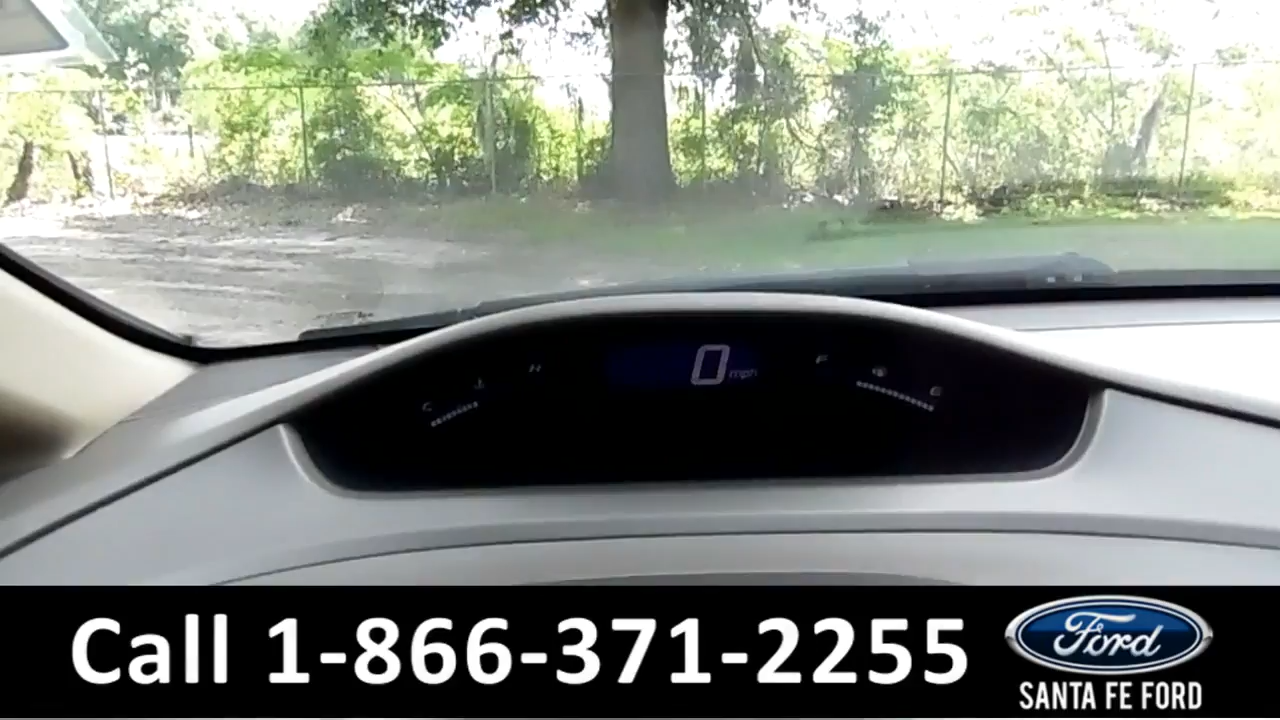 H
0 mph
F
C
E
Call 1-866-371-2255
Ford
SANTA FE FORD